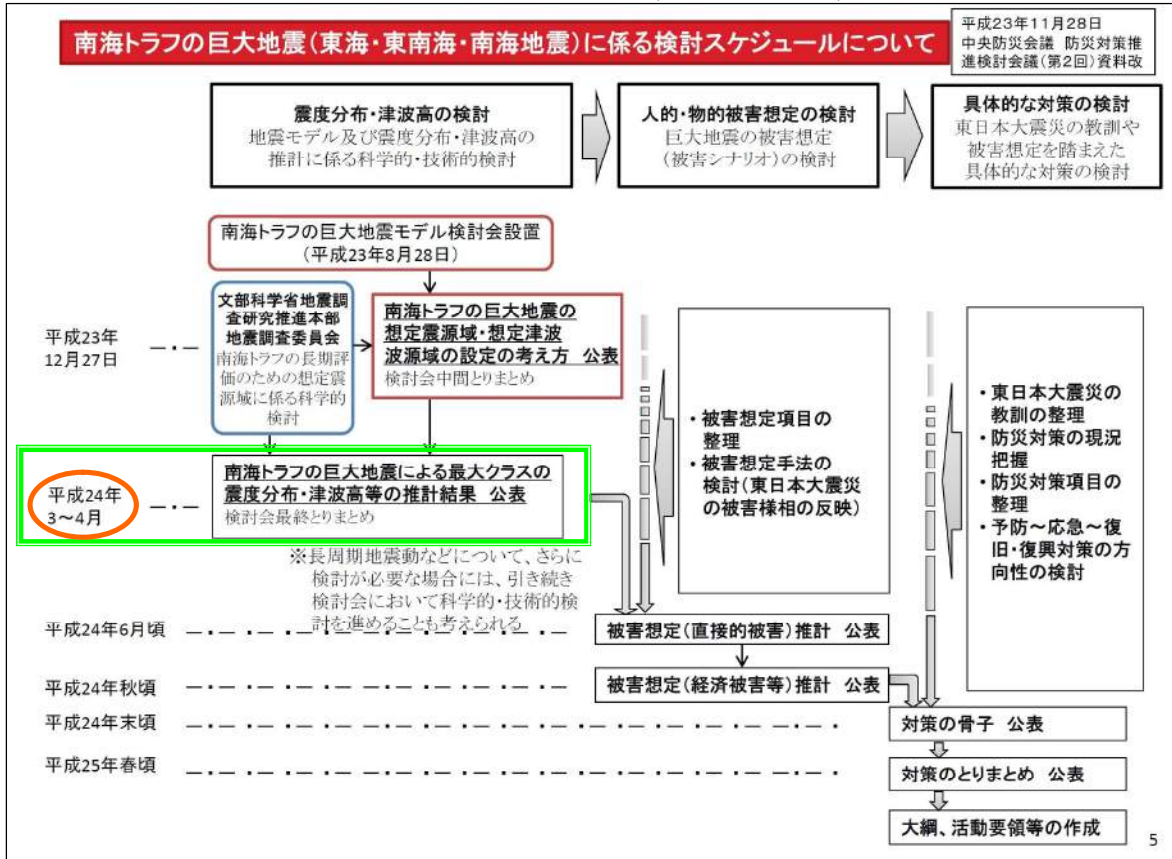 南海トラフの巨大地震(東海・東南海・南海地震)に係る検討スケジュールについて
平成23年11月28日
中央防災会議 防災対策推
進検討会議(第2回)資料改
震度分布・津波高の検討
地震モデル及び震度分布・津波高の
推計に係る科学的・技術的検討
人的・物的被害想定の検討
巨大地震の被害想定
(被害シナリオ)の検討
具体的な対策の検討
東日本大震災の教訓や
被害想定を踏まえた
具体的な対策の検討
南海トラフの巨大地震モデル検討会設置
(平成23年8月28日)
平成23年
12月27日
文部科学省地震調
査研究推進本部
地震調査委員会
南海トラフの長期評
価のための想定震
源域に係る科学的
検討
南海トラフの巨大地震の
想定震源域・想定津波
波源域の設定の考え方 公表
検討会中間とりまとめ
・被害想定項目の
整理
・被害想定手法の
検討(東日本大震災
の被害様相の反映)
・東日本大震災の
教訓の整理
・防災対策の現況
把握
・防災対策項目の
整理
・予防~応急~復
旧・復興対策の方
向性の検討
平成24年
3~4月
南海トラフの巨大地震による最大クラスの
震度分布・津波高等の推計結果 公表
検討会最終とりまとめ
※長周期地震動などについて、さらに
検討が必要な場合には、引き続き
検討会において科学的・技術的検
討を進めることも考えられる
平成24年6月頃
被害想定(直接的被害)推計 公表
平成24年秋頃
被害想定(経済被害等)推計 公表
平成24年末頃
対策の骨子 公表
平成25年春頃
対策のとりまとめ 公表
大綱、活動要領等の作成
5